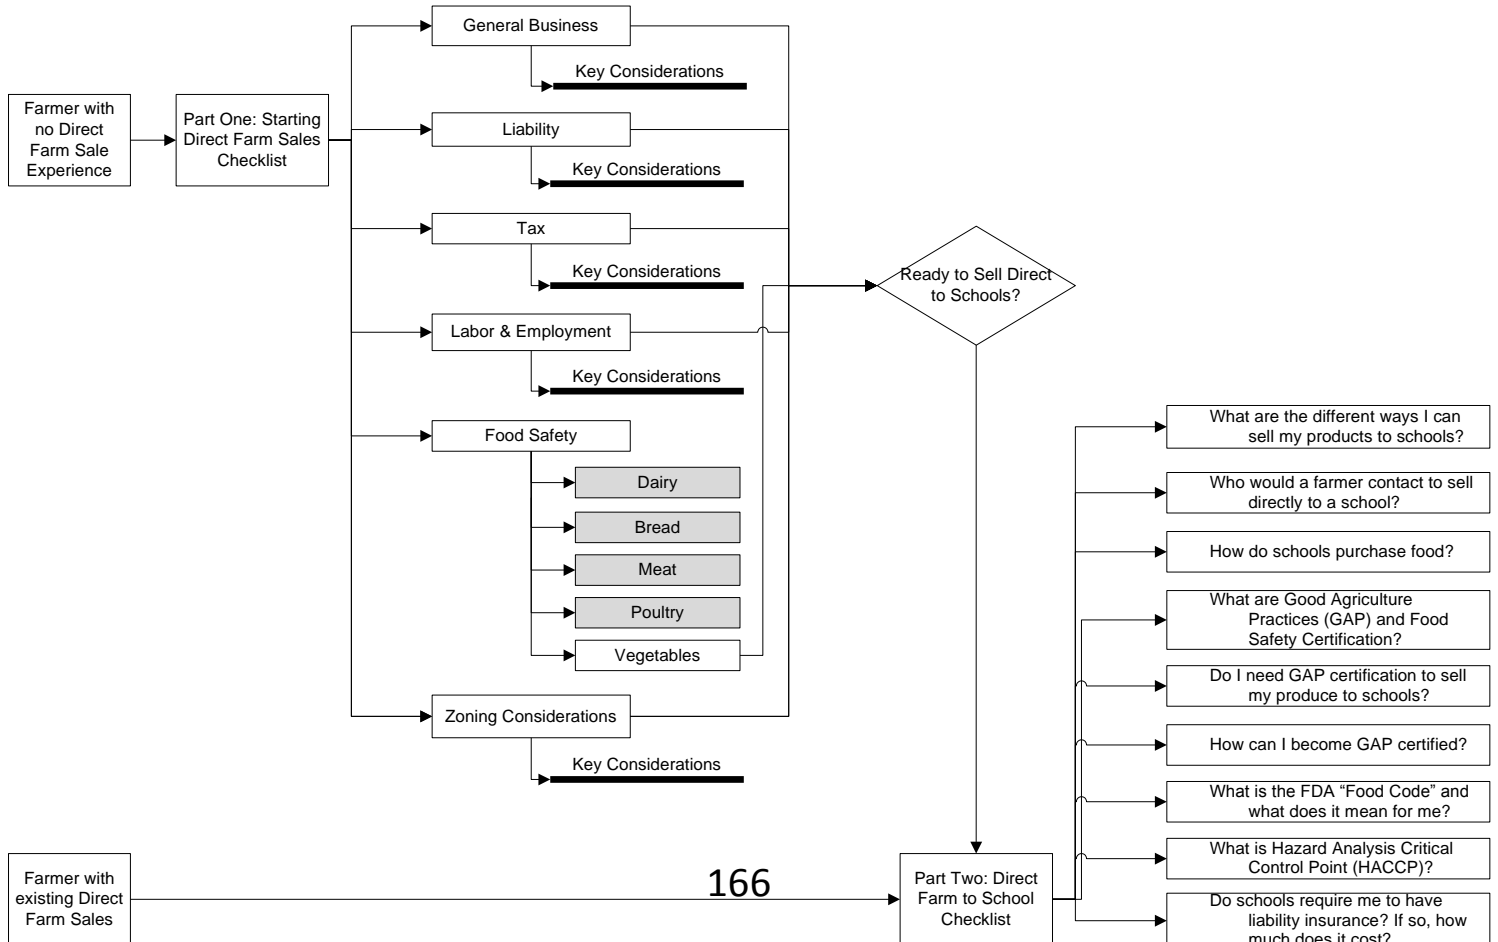 General Business
Key Considerations
Farmer with
no Direct
Farm Sale
Experience
Part One: Starting
Direct Farm Sales
Checklist
Liability
Key Considerations
Tax
Key Considerations
Ready to Sell Direct
to Schools?
Labor & Employment
Key Considerations
Food Safety
Dairy
Bread
Meat
Poultry
Vegetables
Zoning Considerations
Key Considerations
What are the different ways I can
sell my products to schools?
Who would a farmer contact to sell
directly to a school?
How do schools purchase food?
What are Good Agriculture
Practices (GAP) and Food
Safety Certification?
Do I need GAP certification to sell
my produce to schools?
How can I become GAP certified?
What is the FDA “Food Code” and
what does it mean for me?
What is Hazard Analysis Critical
Control Point (HACCP)?
Do schools require me to have
liability insurance? If so, how
much does it cost?
Farmer with
existing Direct
Farm Sales
166
Part Two: Direct
Farm to School
Checklist